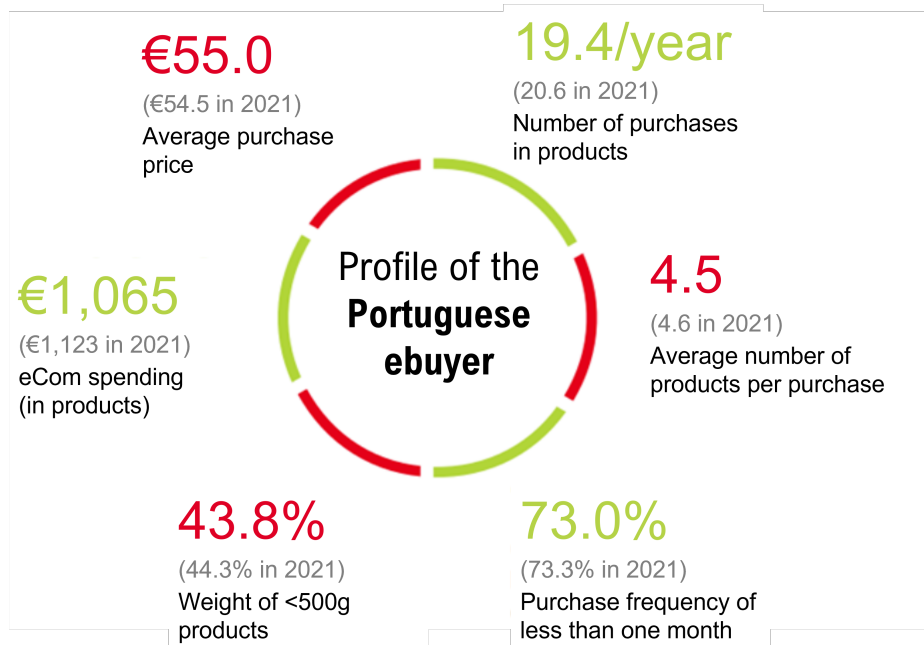 €55.0
(€54.5 in 2021)
Average purchase
price
19.4/year
(20.6 in 2021)
Number of purchases
in products
€1,065
(€1,123 in 2021)
eCom spending
(in products)
Profile of the
Portuguese
ebuyer
4.5
(4.6 in 2021)
Average number of
products per purchase
43.8%
(44.3% in 2021)
Weight of <500g
products
73.0%
(73.3% in 2021)
Purchase frequency of
less than one month